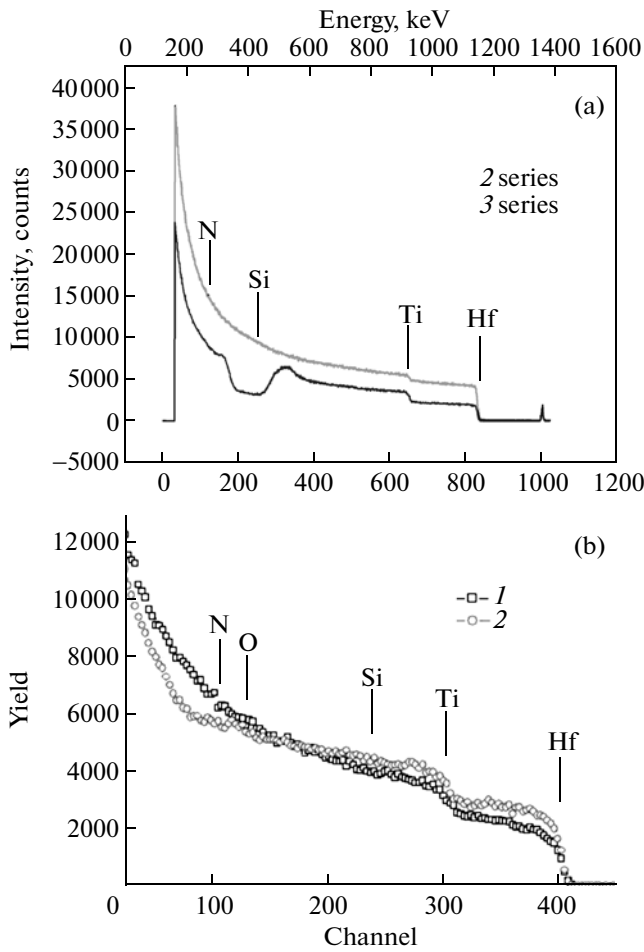 Energy, keV
0 200 400 600 800 1000 1200 1400 1600
(a)
40000
35000
30000
25000
20000
15000
10000
5000
0
–5000
Intensity, counts
2 series
3 series
N
Si
Ti
Hf
0 200 400 600 800 1000 1200
(b)
12000
10000
8000
6000
4000
2000
Yield
1
2
N
O
Si
Ti
Hf
0 100 200 300 400
Channel